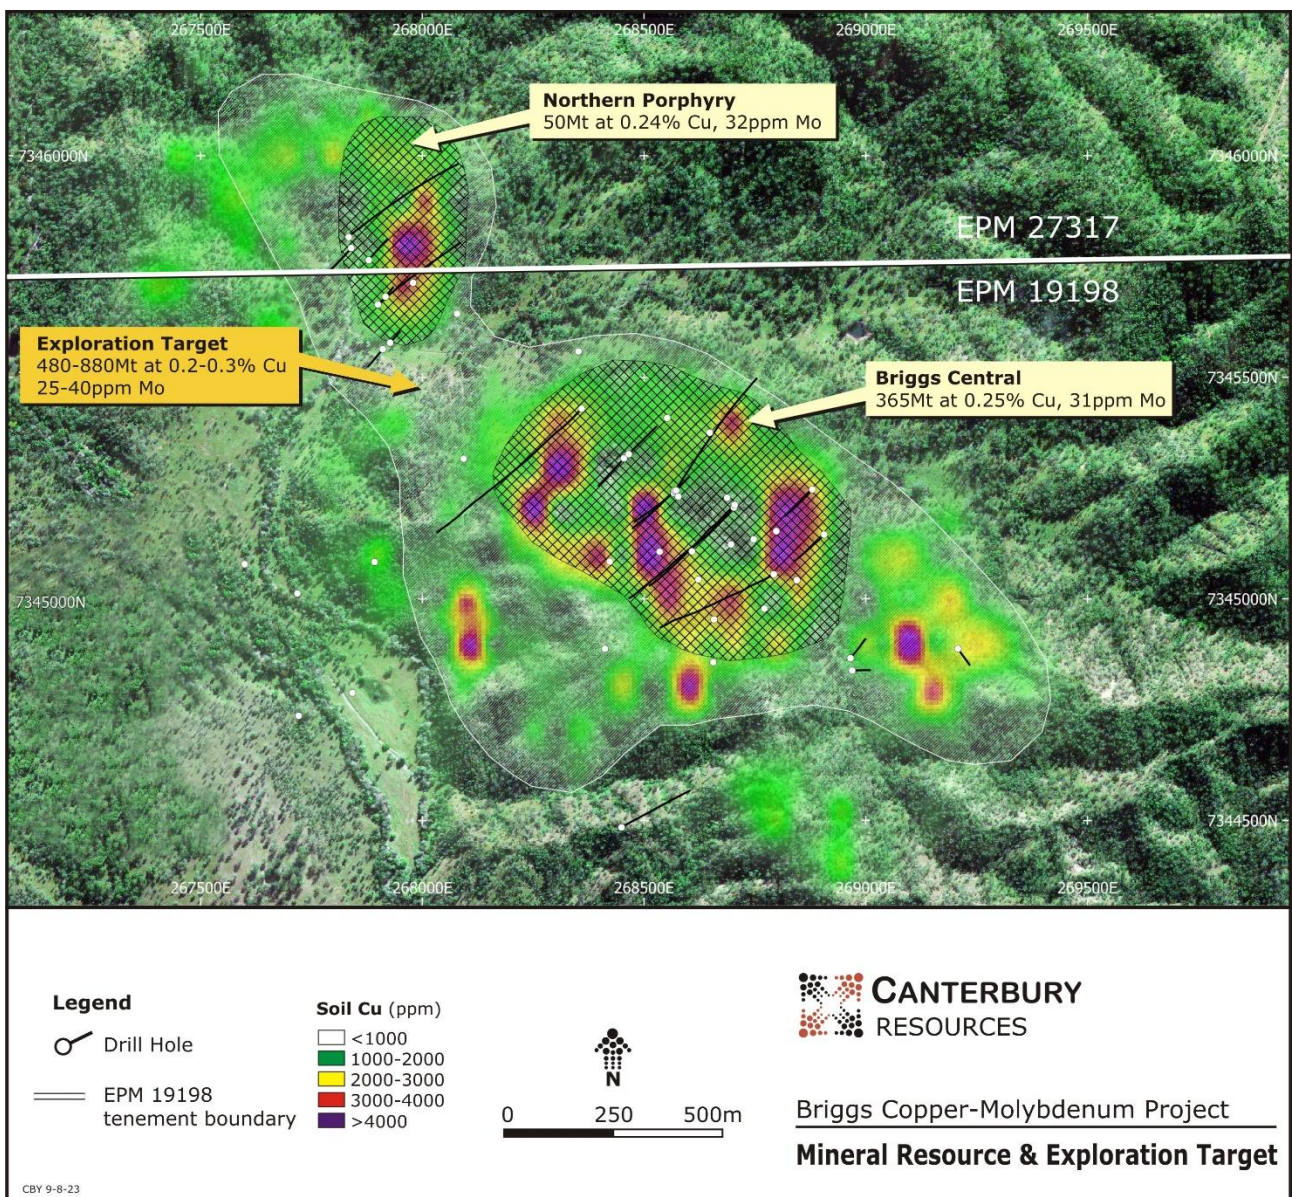 267500E 268000E 268500E 269000E 269500E
Northern Porphyry
50Mt at 0.24% Cu, 32ppm Mo
7346000N 7346000N
EPM 27317
EPM 19198
Exploration Target
480-880Mt at 0.2-0.3% Cu
25-40ppm Mo
Briggs Central
365Mt at 0.25% Cu, 31ppm Mo
7345500N
7345000N 7345000N
7344500N
267500E 268000E 268500E 269000E 269500E
Legend
Drill Hole
EPM 19198
tenement boundary
Soil Cu (ppm)
<1000
1000-2000
2000-3000
3000-4000
>4000
N
0 250 500m
CANTERBURY
RESOURCES
Briggs Copper-Molybdenum Project
Mineral Resource & Exploration Target
CBY 9-8-23